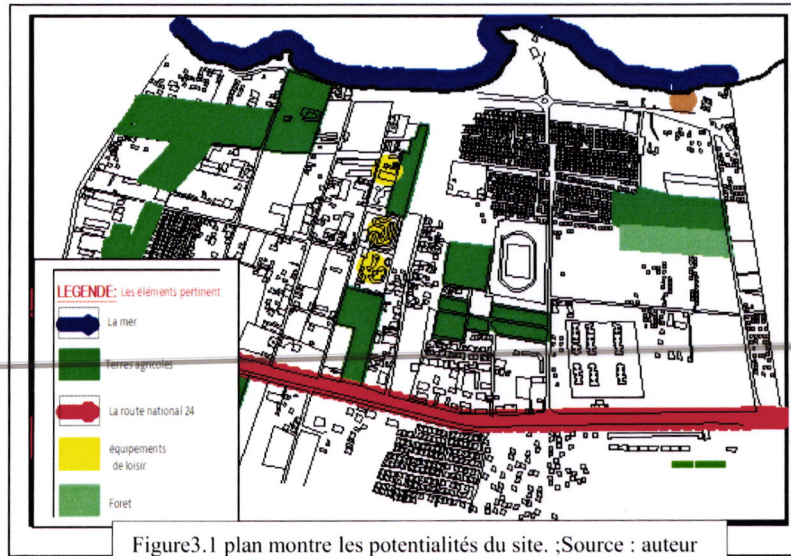 LEGENDE: Les éléments pertinent
La mer
Terres agricoles
La route national 24
équipements
de loisir
Foret
Figure3.1 plan montre les potentialités du site. ;Source : auteur